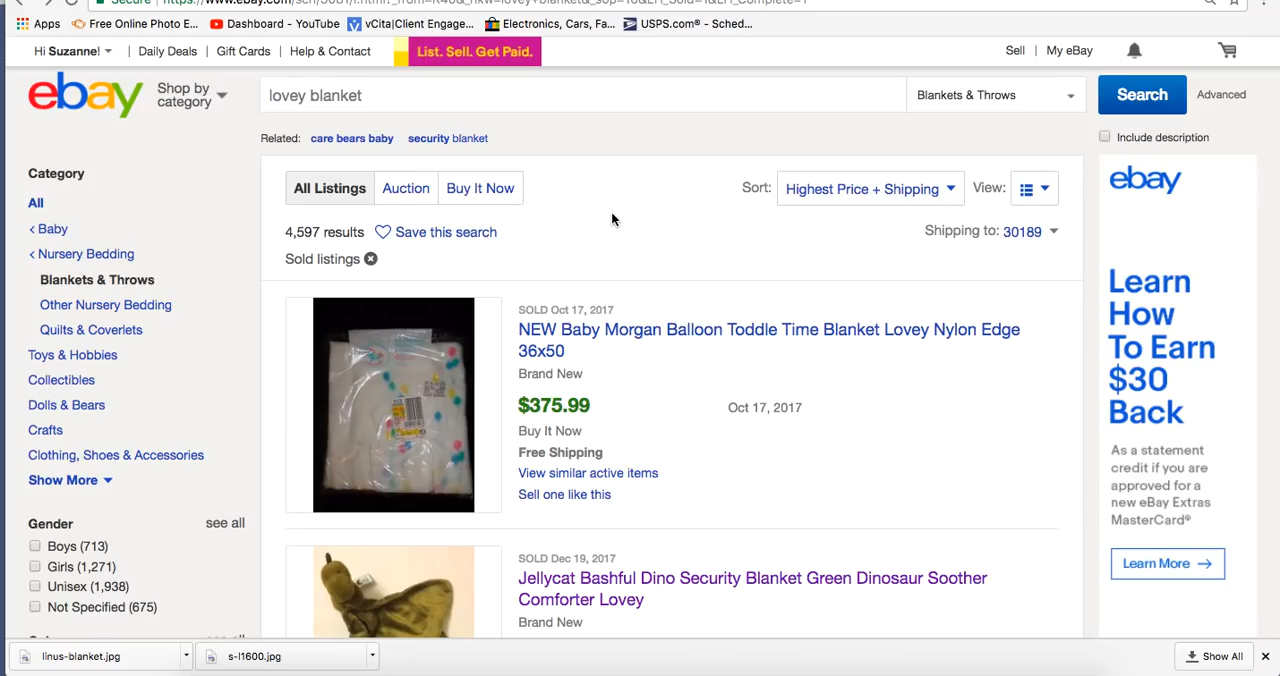 Apps Free Online Photo E... Dashboard - YouTube vCita|Client Engage... Electronics, Cars, Fa... USPS.com® - Sched...
Hi Suzanne! Daily Deals Gift Cards Help & Contact List. Sell. Get Paid. Sell My eBay
ebay Shop by category lovey blanket Blankets & Throws Search Advanced
Related: care bears baby security blanket Include description
Category
All
< Baby
< Nursery Bedding
Blankets & Throws
Other Nursery Bedding
Quilts & Coverlets
Toys & Hobbies
Collectibles
Dolls & Bears
Crafts
Clothing, Shoes & Accessories
Show More
Gender see all
Boys (713)
Girls (1,271)
Unisex (1,938)
Not Specified (675)
All Listings Auction Buy It Now Sort: Highest Price + Shipping View:
4,597 results Save this search Shipping to: 30189
Sold listings
SOLD Oct 17, 2017
NEW Baby Morgan Balloon Toddle Time Blanket Lovey Nylon Edge
36x50
Brand New
$375.99 Oct 17, 2017
Buy It Now
Free Shipping
View similar active items
Sell one like this
SOLD Dec 19, 2017
Jellycat Bashful Dino Security Blanket Green Dinosaur Soother
Comforter Lovey
Brand New
ebay
Learn
How
To Earn
$30
Back
As a statement
credit if you are
approved for a
new eBay Extras
MasterCard®
Learn More
linus-blanket.jpg s-l1600.jpg Show All